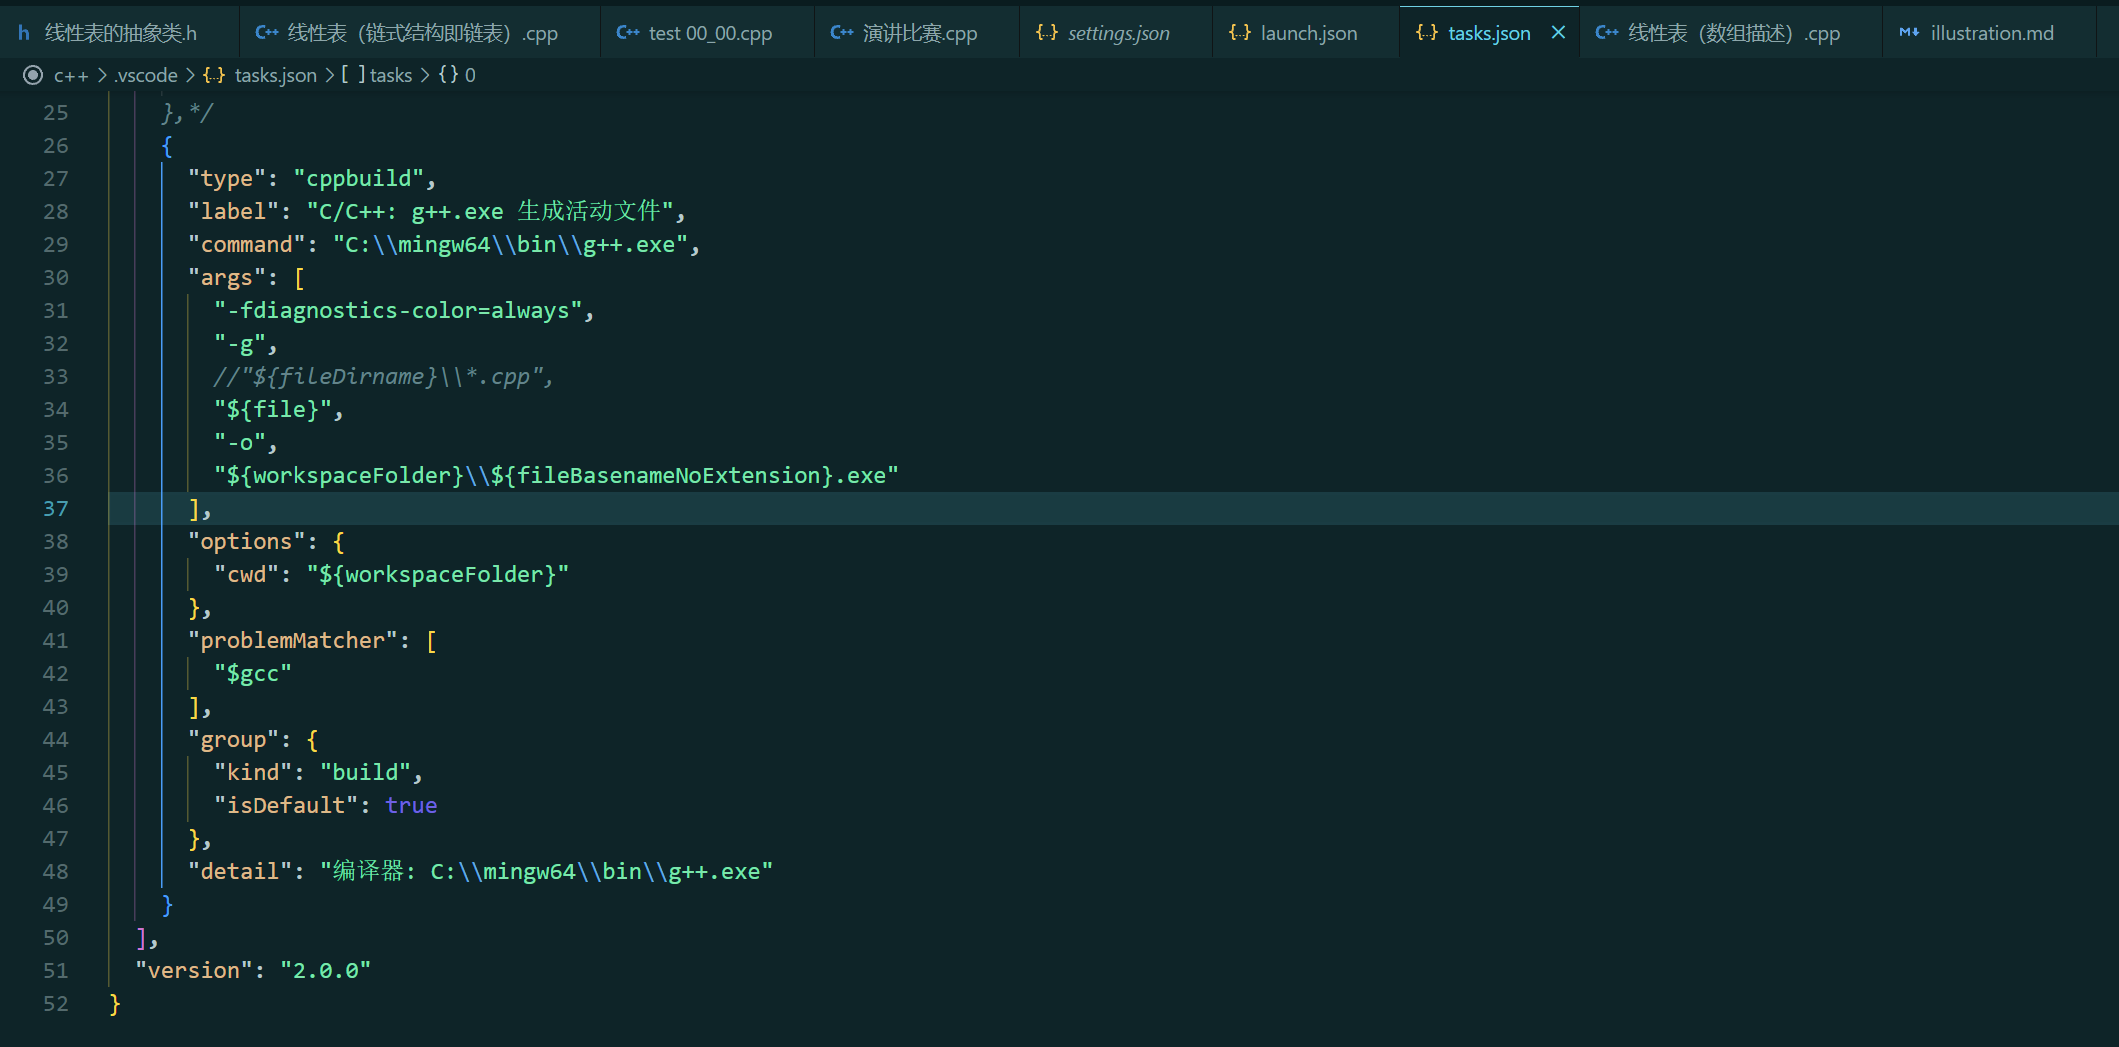 线性表的抽象类.h 线性表（链式结构即链表）.cpp test 00_00.cpp 演讲比赛.cpp settings.json launch.json tasks.json 线性表（数组描述）.cpp illustration.md
c++ > .vscode > {..} tasks.json > [ ] tasks > {} 0
25 },*/
26 {
27 "type": "cppbuild",
28 "label": "C/C++: g++.exe 生成活动文件",
29 "command": "C:\\mingw64\\bin\\g++.exe",
30 "args": [
31 "-fdiagnostics-color=always",
32 "-g",
33 //"${fileDirname}\\*.cpp",
34 "${file}",
35 "-o",
36 "${workspaceFolder}\\${fileBasenameNoExtension}.exe"
37 ],
38 "options": {
39 "cwd": "${workspaceFolder}"
40 },
41 "problemMatcher": [
42 "$gcc"
43 ],
44 "group": {
45 "kind": "build",
46 "isDefault": true
47 },
48 "detail": "编译器: C:\\mingw64\\bin\\g++.exe"
49 }
50 ],
51 "version": "2.0.0"
52 }